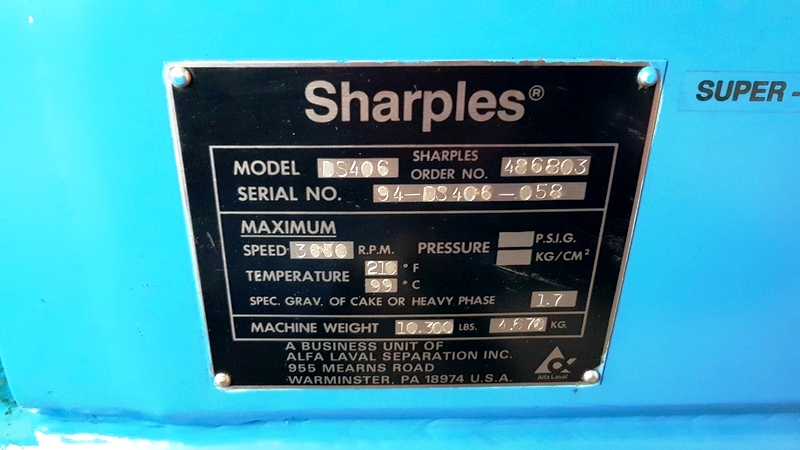 Sharples®
SUPER-
MODEL DS406 SHARPLES ORDER NO. 486803
SERIAL NO. 94-DS406-058
MAXIMUM
SPEED R.P.M. PRESSURE P.S.I.G.
KG/CM²
TEMPERATURE 210 °F
99 °C
SPEC. GRAV. OF CAKE OR HEAVY PHASE 1.7
MACHINE WEIGHT 10,300 LBS. 4,670 KG.
A BUSINESS UNIT OF
ALFA LAVAL SEPARATION INC.
955 MEARNS ROAD
WARMINSTER, PA 18974 U.S.A.
Alfa Laval